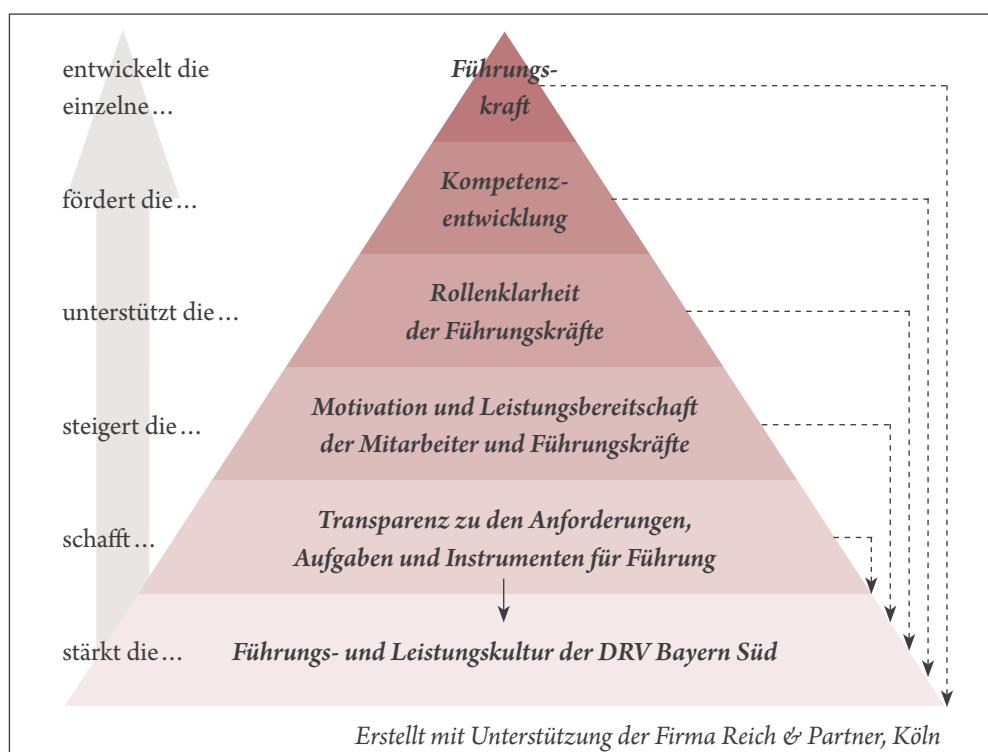 entwickelt die
einzelne…
Führungs-
kraft
fördert die…
Kompetenz-
entwicklung
unterstützt die…
Rollenklarheit
der Führungskräfte
steigert die…
Motivation und Leistungsbereitschaft
der Mitarbeiter und Führungskräfte
schafft…
Transparenz zu den Anforderungen,
Aufgaben und Instrumenten für Führung
stärkt die…
Führungs- und Leistungskultur der DRV Bayern Süd
Erstellt mit Unterstützung der Firma Reich & Partner, Köln